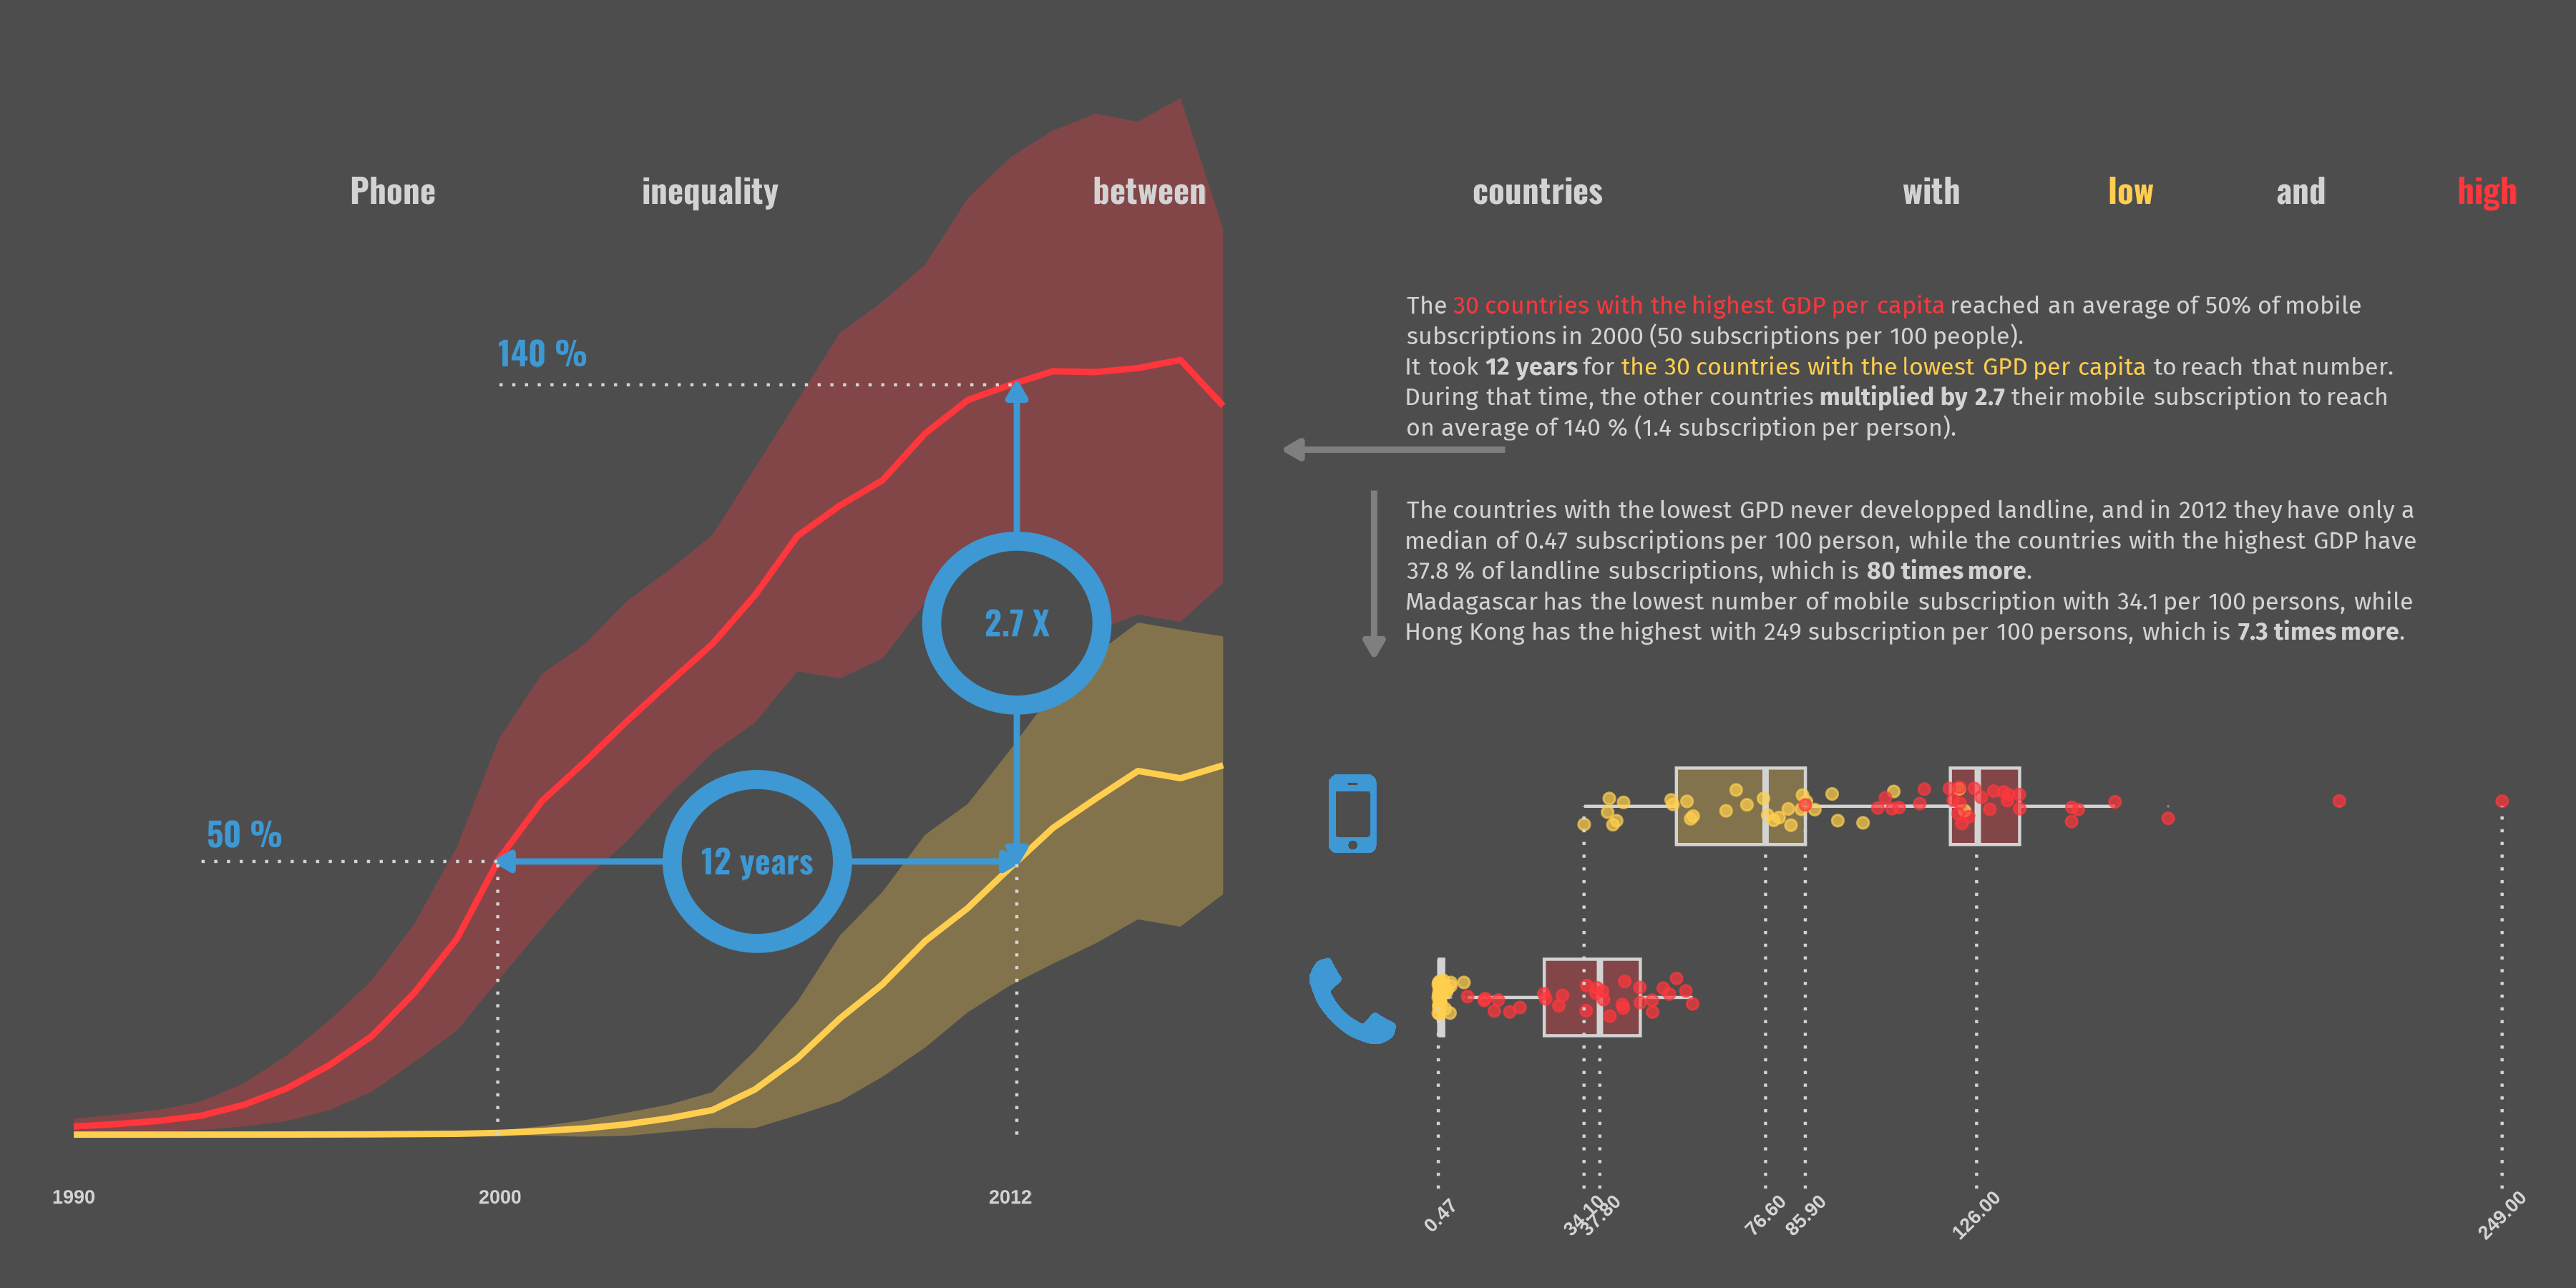 Phone inequality between countries with low and high
The 30 countries with the highest GDP per capita reached an average of 50% of mobile
subscriptions in 2000 (50 subscriptions per 100 people).
It took 12 years for the 30 countries with the lowest GPD per capita to reach that number.
During that time, the other countries multiplied by 2.7 their mobile subscription to reach
on average of 140 % (1.4 subscription per person).
The countries with the lowest GPD never developped landline, and in 2012 they have only a
median of 0.47 subscriptions per 100 person, while the countries with the highest GDP have
37.8 % of landline subscriptions, which is 80 times more.
Madagascar has the lowest number of mobile subscription with 34.1 per 100 persons, while
Hong Kong has the highest with 249 subscription per 100 persons, which is 7.3 times more.
140 %
2.7 X
50 %
12 years
1990
2000
2012
0.47
34.10
37.80
76.60
85.90
126.00
249.00